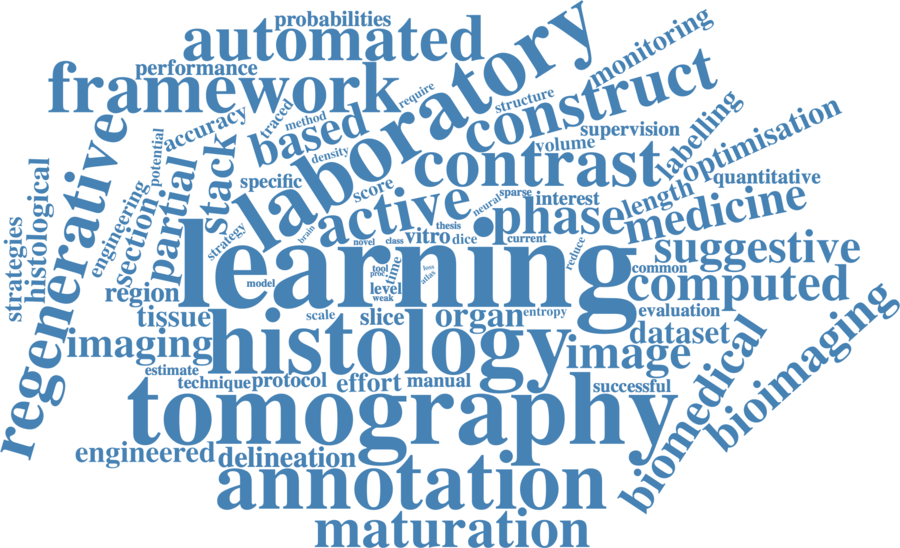 probabilities
automated
laboratory
monitoring
performance
framework
require
structure
construct
traced
method
accuracy
based
density
supervision
volume
labelling
optimisation
contrast
potential
stack
partial
specific
score
active
neural
sparse
interest
length
quantitative
medicine
phase
regenerative
engineering
section
histological
strategies
strategy
brain
novel
class
vitro
thesis
dice
current
reduce
suggestive
learning
tool
proc
time
loss
atlas
common
computed
region
model
level
weak
tissue
scale
slice
organ
entropy
evaluation
dataset
imaging
histology
image
biomedical
bioimaging
estimate
technique
protocol
effort
manual
successful
tomography
engineered
delineation
annotation
maturation